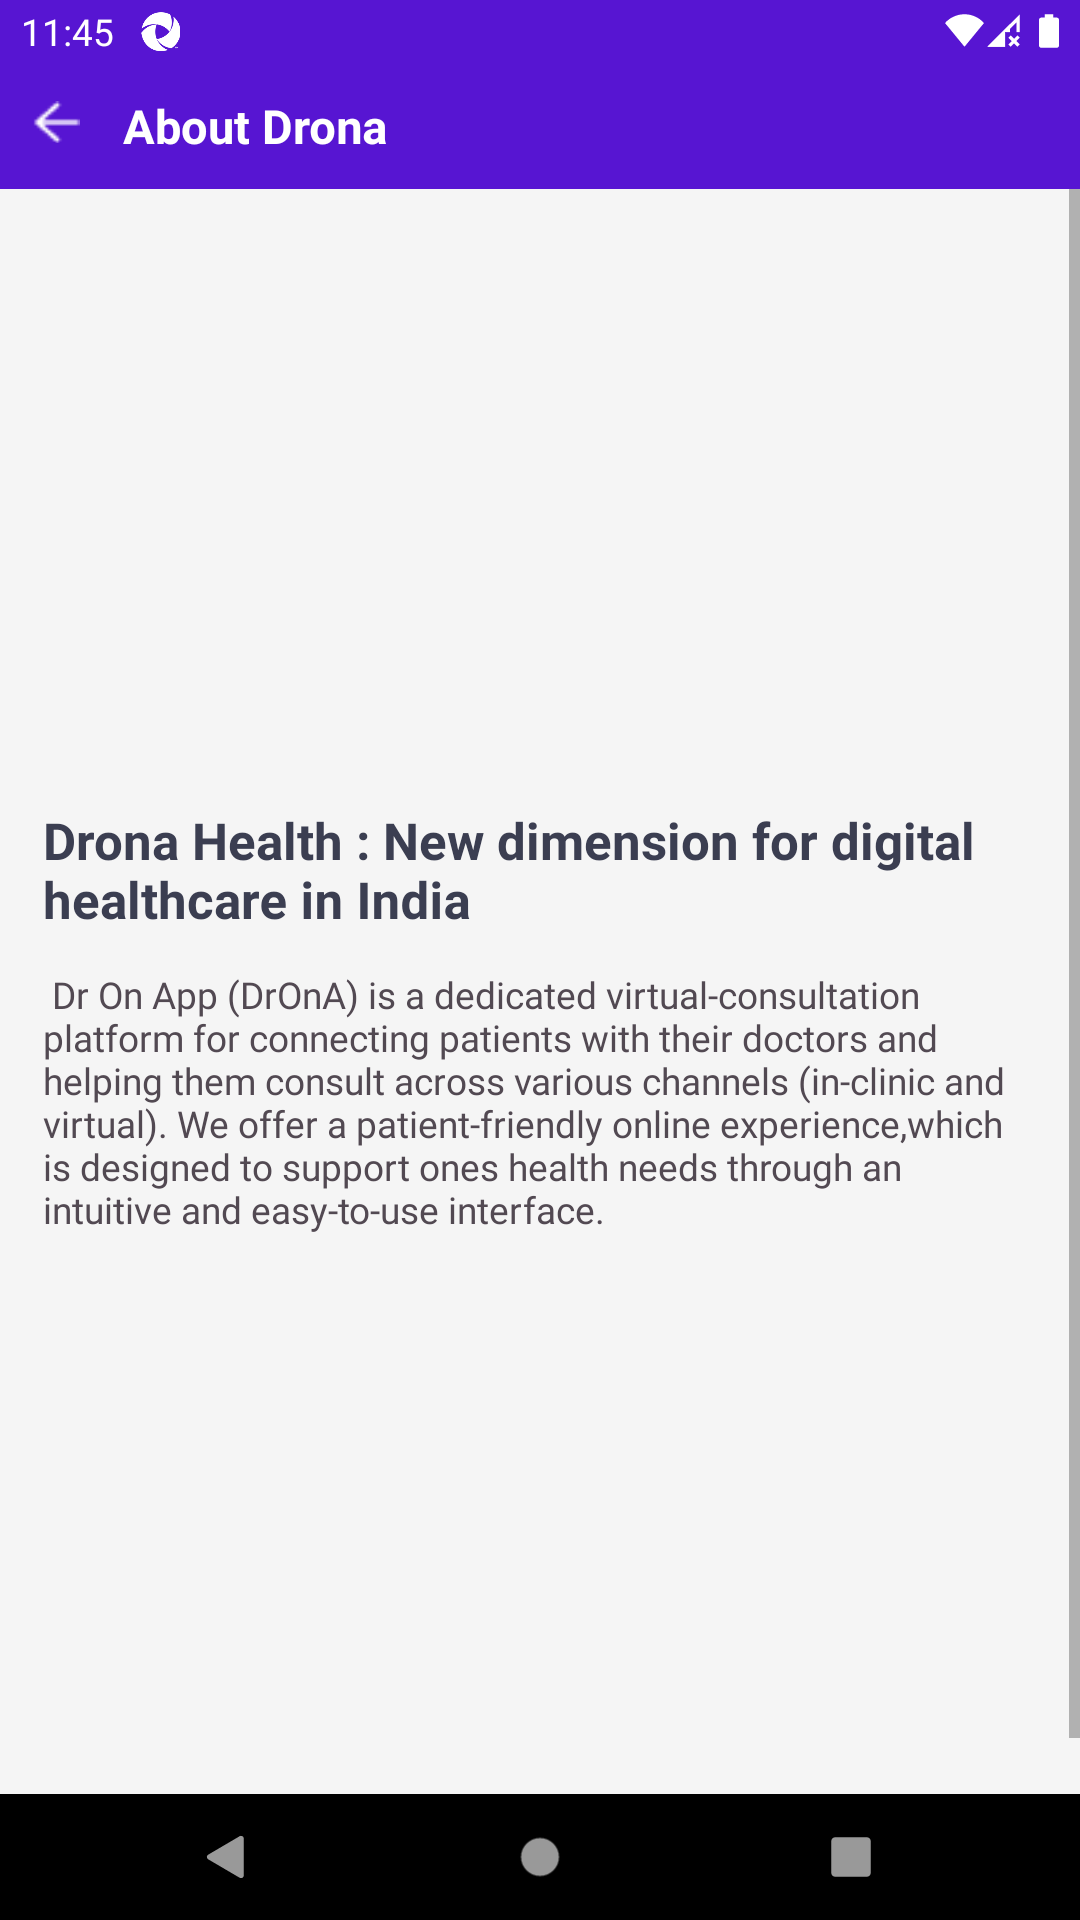 11:45
About Drona
Drona Health : New dimension for digital
healthcare in India
Dr On App (DrOnA) is a dedicated virtual-consultation
platform for connecting patients with their doctors and
helping them consult across various channels (in-clinic and
virtual). We offer a patient-friendly online experience,which
is designed to support ones health needs through an
intuitive and easy-to-use interface.